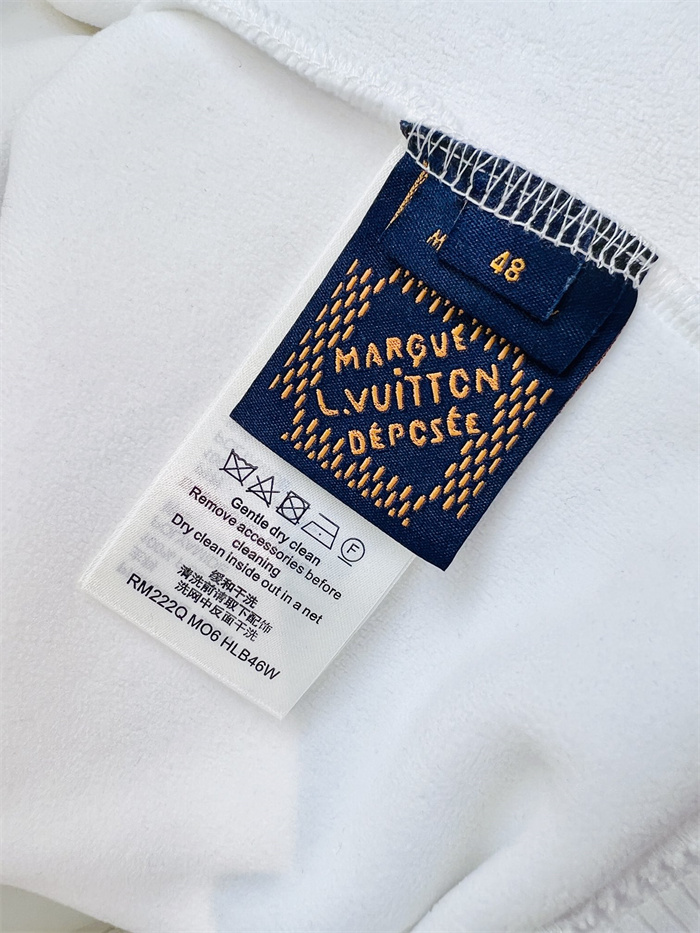 M
48
MARQUE
L.VUiTTON
DÉPOSÉE
F
Gentle dry clean
Remove accessories before
cleaning
Dry clean inside out in a net
缓和干洗
清洗前请取下配饰
洗网中反面干洗
RM222Q MO6 HLB46W